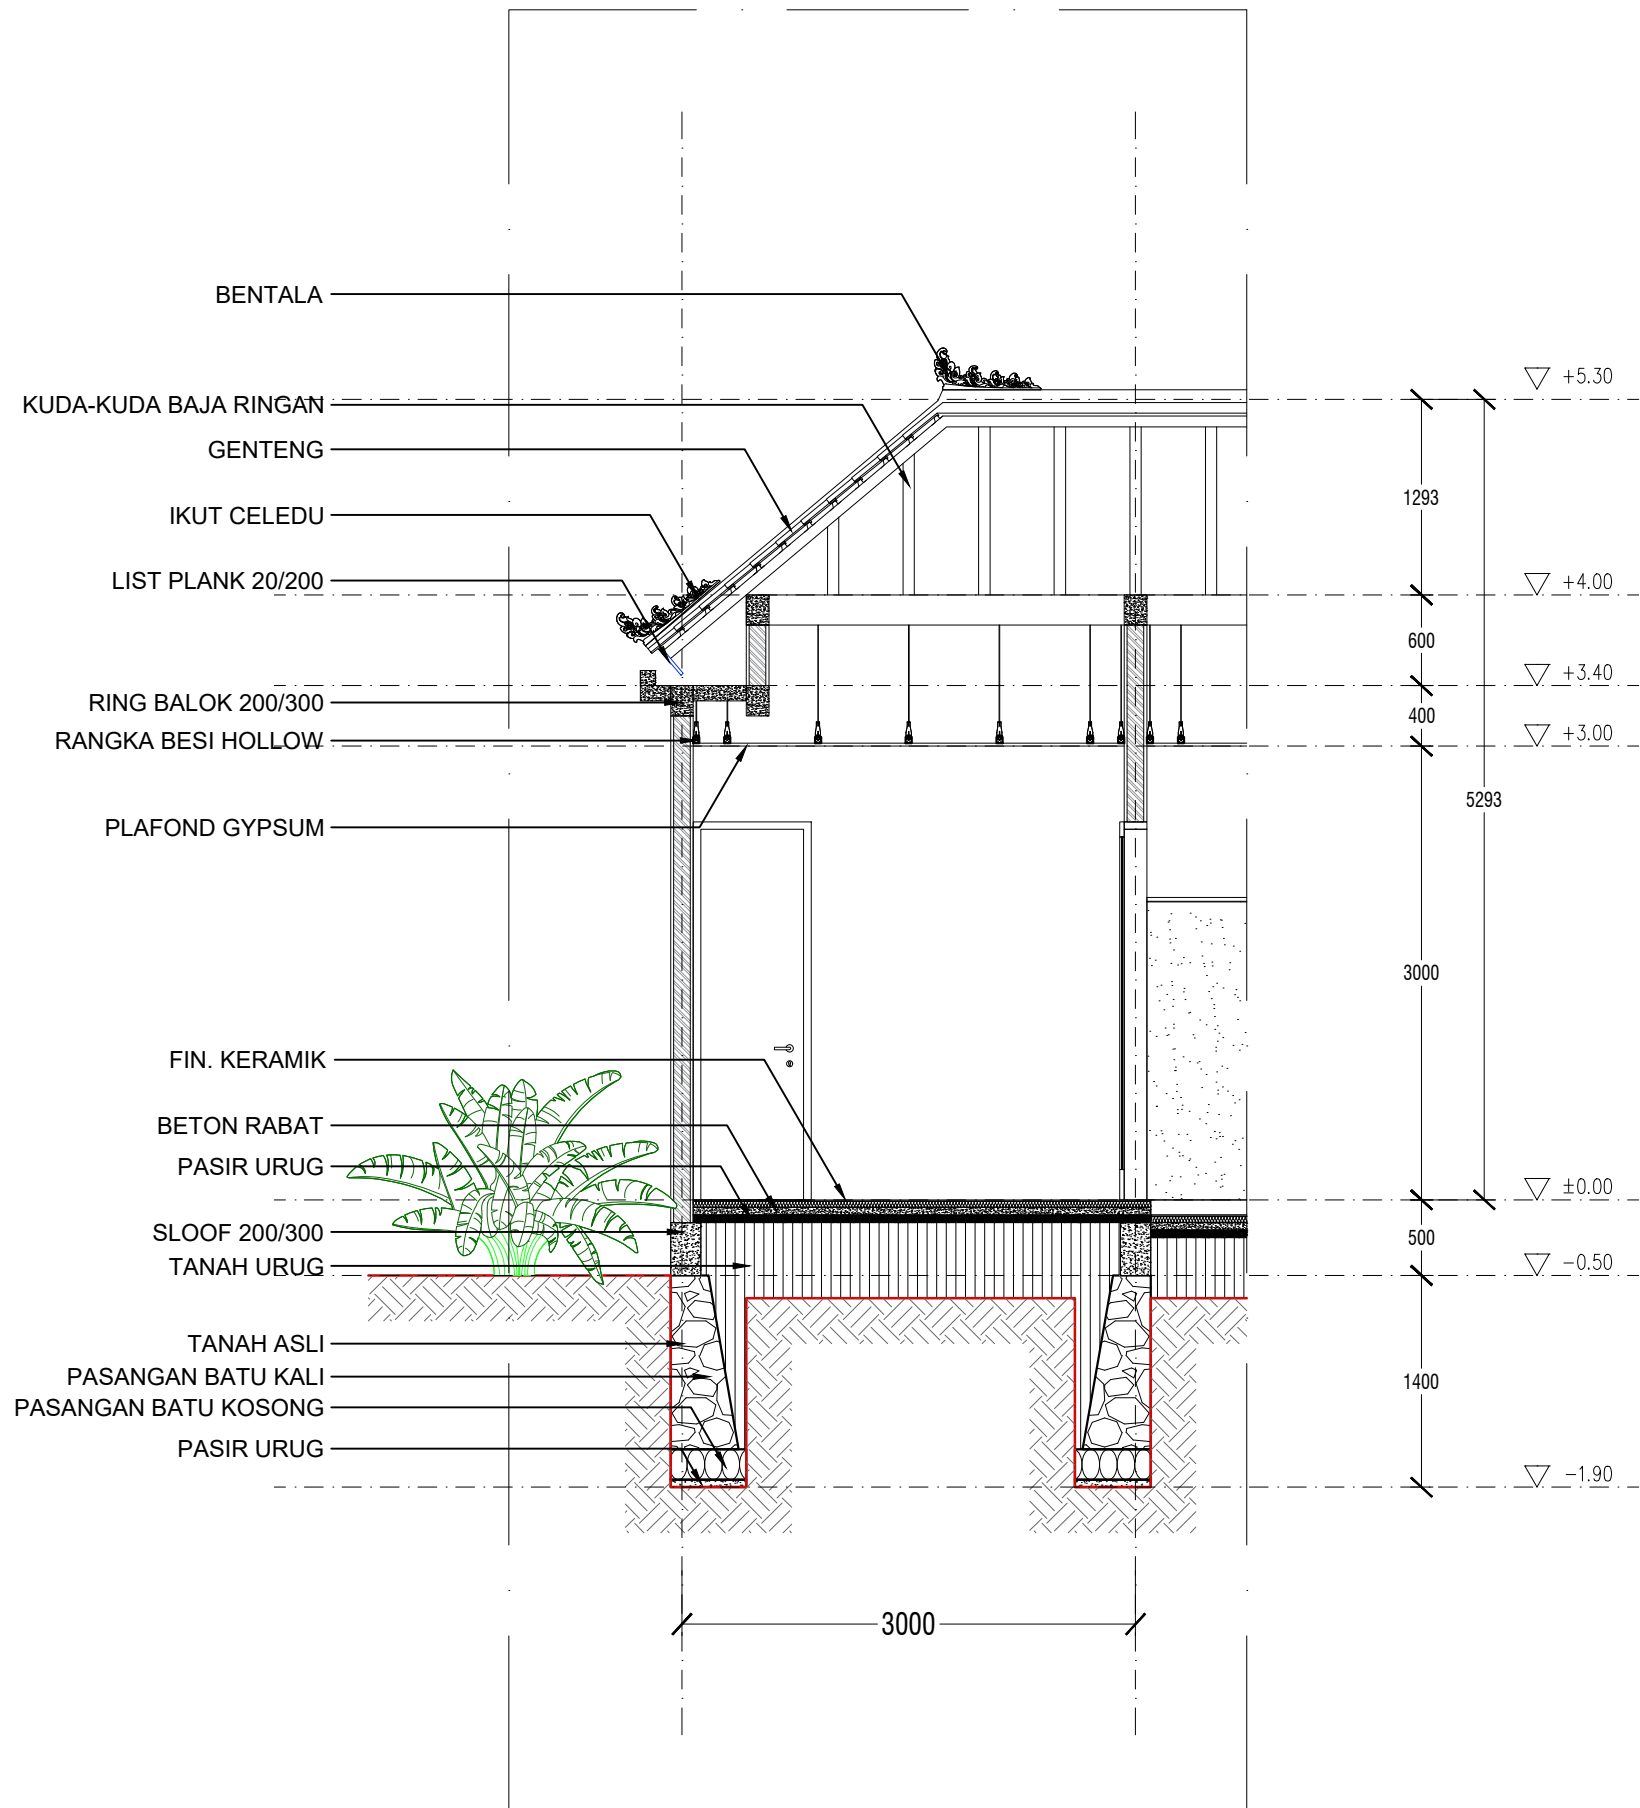 BENTALA
+5.30
KUDA-KUDA BAJA RINGAN
GENTENG
1293
IKUT CELEDU
LIST PLANK 20/200
+4.00
600
+3.40
RING BALOK 200/300
400
RANGKA BESI HOLLOW
+3.00
5293
PLAFOND GYPSUM
3000
FIN. KERAMIK
BETON RABAT
PASIR URUG
±0.00
SLOOF 200/300
500
TANAH URUG
−0.50
TANAH ASLI
PASANGAN BATU KALI
1400
PASANGAN BATU KOSONG
PASIR URUG
−1.90
3000